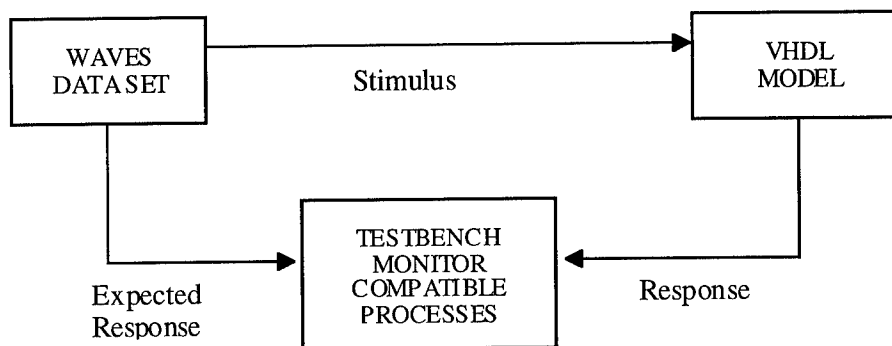 WAVES
DATASET
Stimulus
VHDL
MODEL
TESTBENCH
MONITOR
COMPATIBLE
PROCESSES
Expected
Response
Response